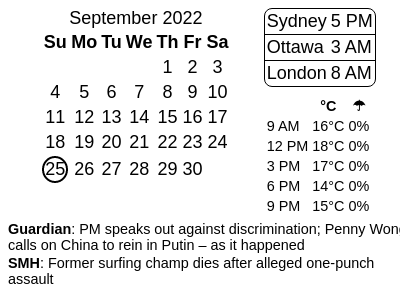 September 2022
Su Mo Tu We Th Fr Sa
1 2 3
4 5 6 7 8 9 10
11 12 13 14 15 16 17
18 19 20 21 22 23 24
25 26 27 28 29 30
Sydney 5 PM
Ottawa 3 AM
London 8 AM
°C ☂
9 AM 16°C 0%
12 PM 18°C 0%
3 PM 17°C 0%
6 PM 14°C 0%
9 PM 15°C 0%
Guardian: PM speaks out against discrimination; Penny Wong
calls on China to rein in Putin – as it happened
SMH: Former surfing champ dies after alleged one-punch
assault